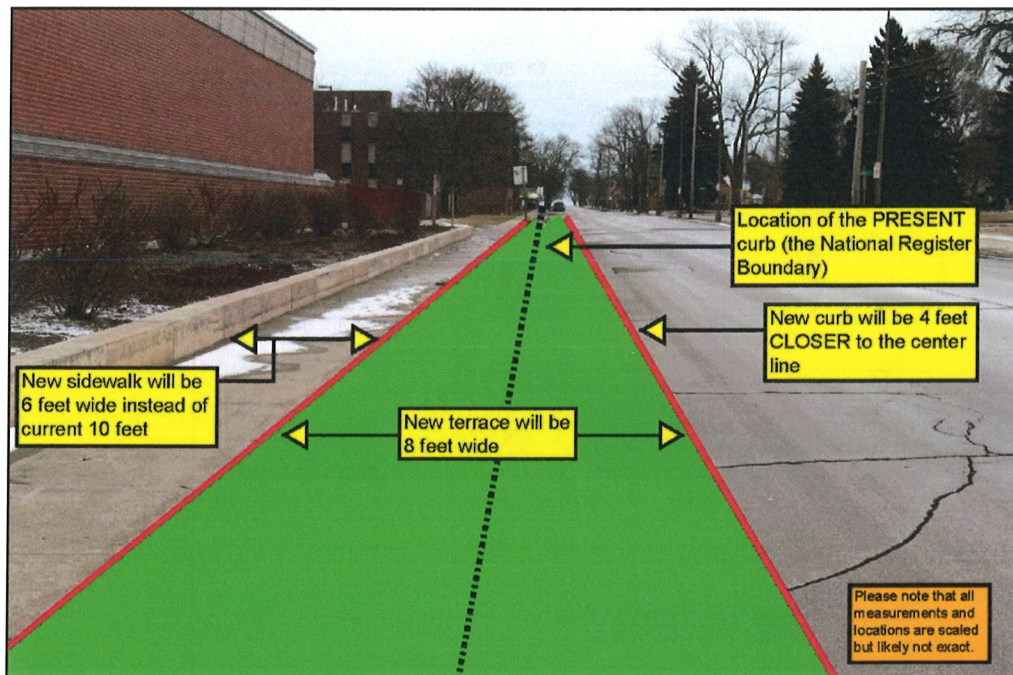 Location of the PRESENT
curb (the National Register
Boundary)
New curb will be 4 feet
CLOSER to the center
line
New sidewalk will be
6 feet wide instead of
current 10 feet
New terrace will be
8 feet wide
Please note that all
measurements and
locations are scaled
but likely not exact.